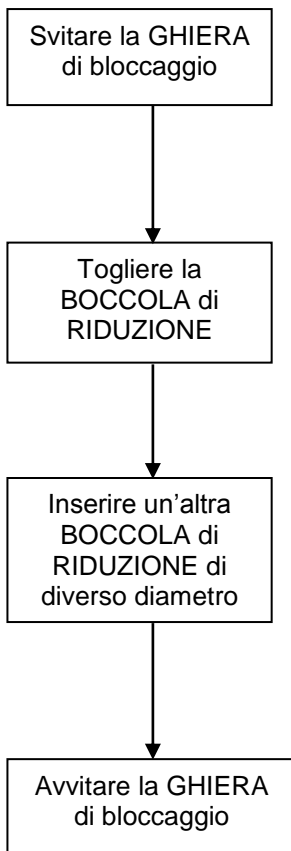 Svitare la GHIERA
di bloccaggio
Togliere la
BOCCOLA di
RIDUZIONE
Inserire un’altra
BOCCOLA di
RIDUZIONE di
diverso diametro
Avvitare la GHIERA
di bloccaggio